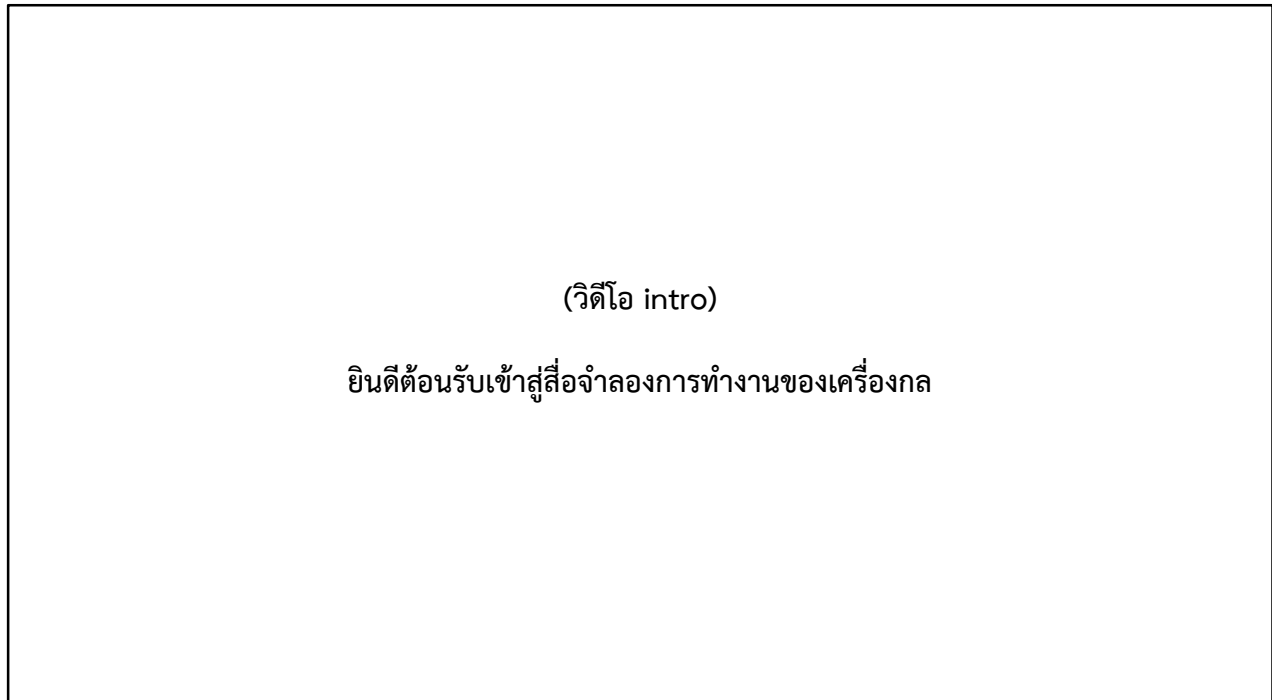 (วิดีโอ intro)
ยินดีต้อนรับเข้าสู่สื่อจำลองการทำงานของเครื่องกล